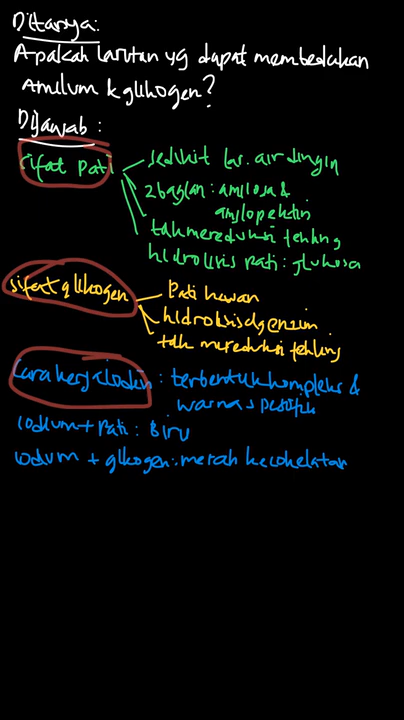 Ditanya:
Apakah larutan yg dapat membedakan
Amilum & glikogen?
Dijawab :
sifat pati
sedikit lar. air dingin
2 bagian : amilosa &
amilopektin
tak mereduksi fehling
hidrolisis pati : glukosa
sifat glikogen
Pati hewan
hidrolisis dg enzim
tak mereduksi fehling
Cara kerja Iodin : terbentuk kompleks &
warna spesifik
Iodium + pati : Biru
Iodium + glikogen : merah kecokelatan